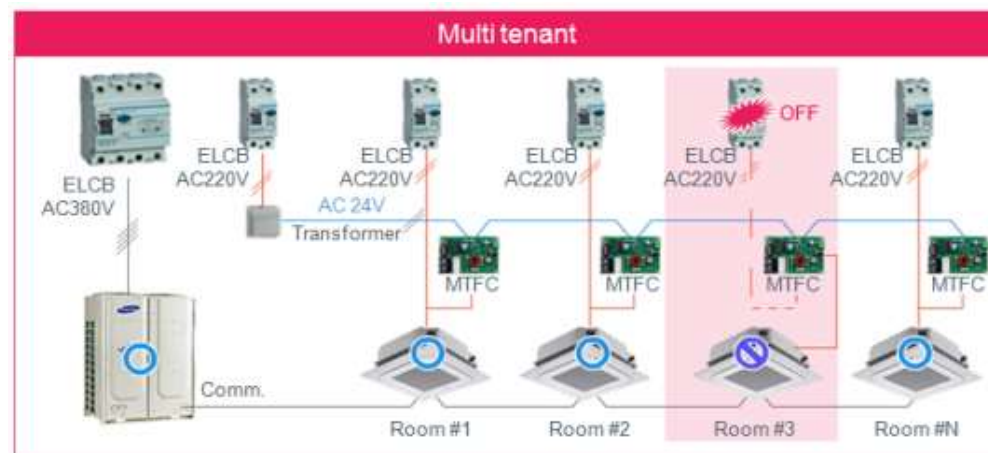 Multi tenant
OFF
ELCB
AC380V
ELCB
AC220V
ELCB
AC220V
ELCB
AC220V
ELCB
AC220V
ELCB
AC220V
AC 24V
Transformer
MTFC
MTFC
MTFC
MTFC
Comm.
Room #1
Room #2
Room #3
Room #N